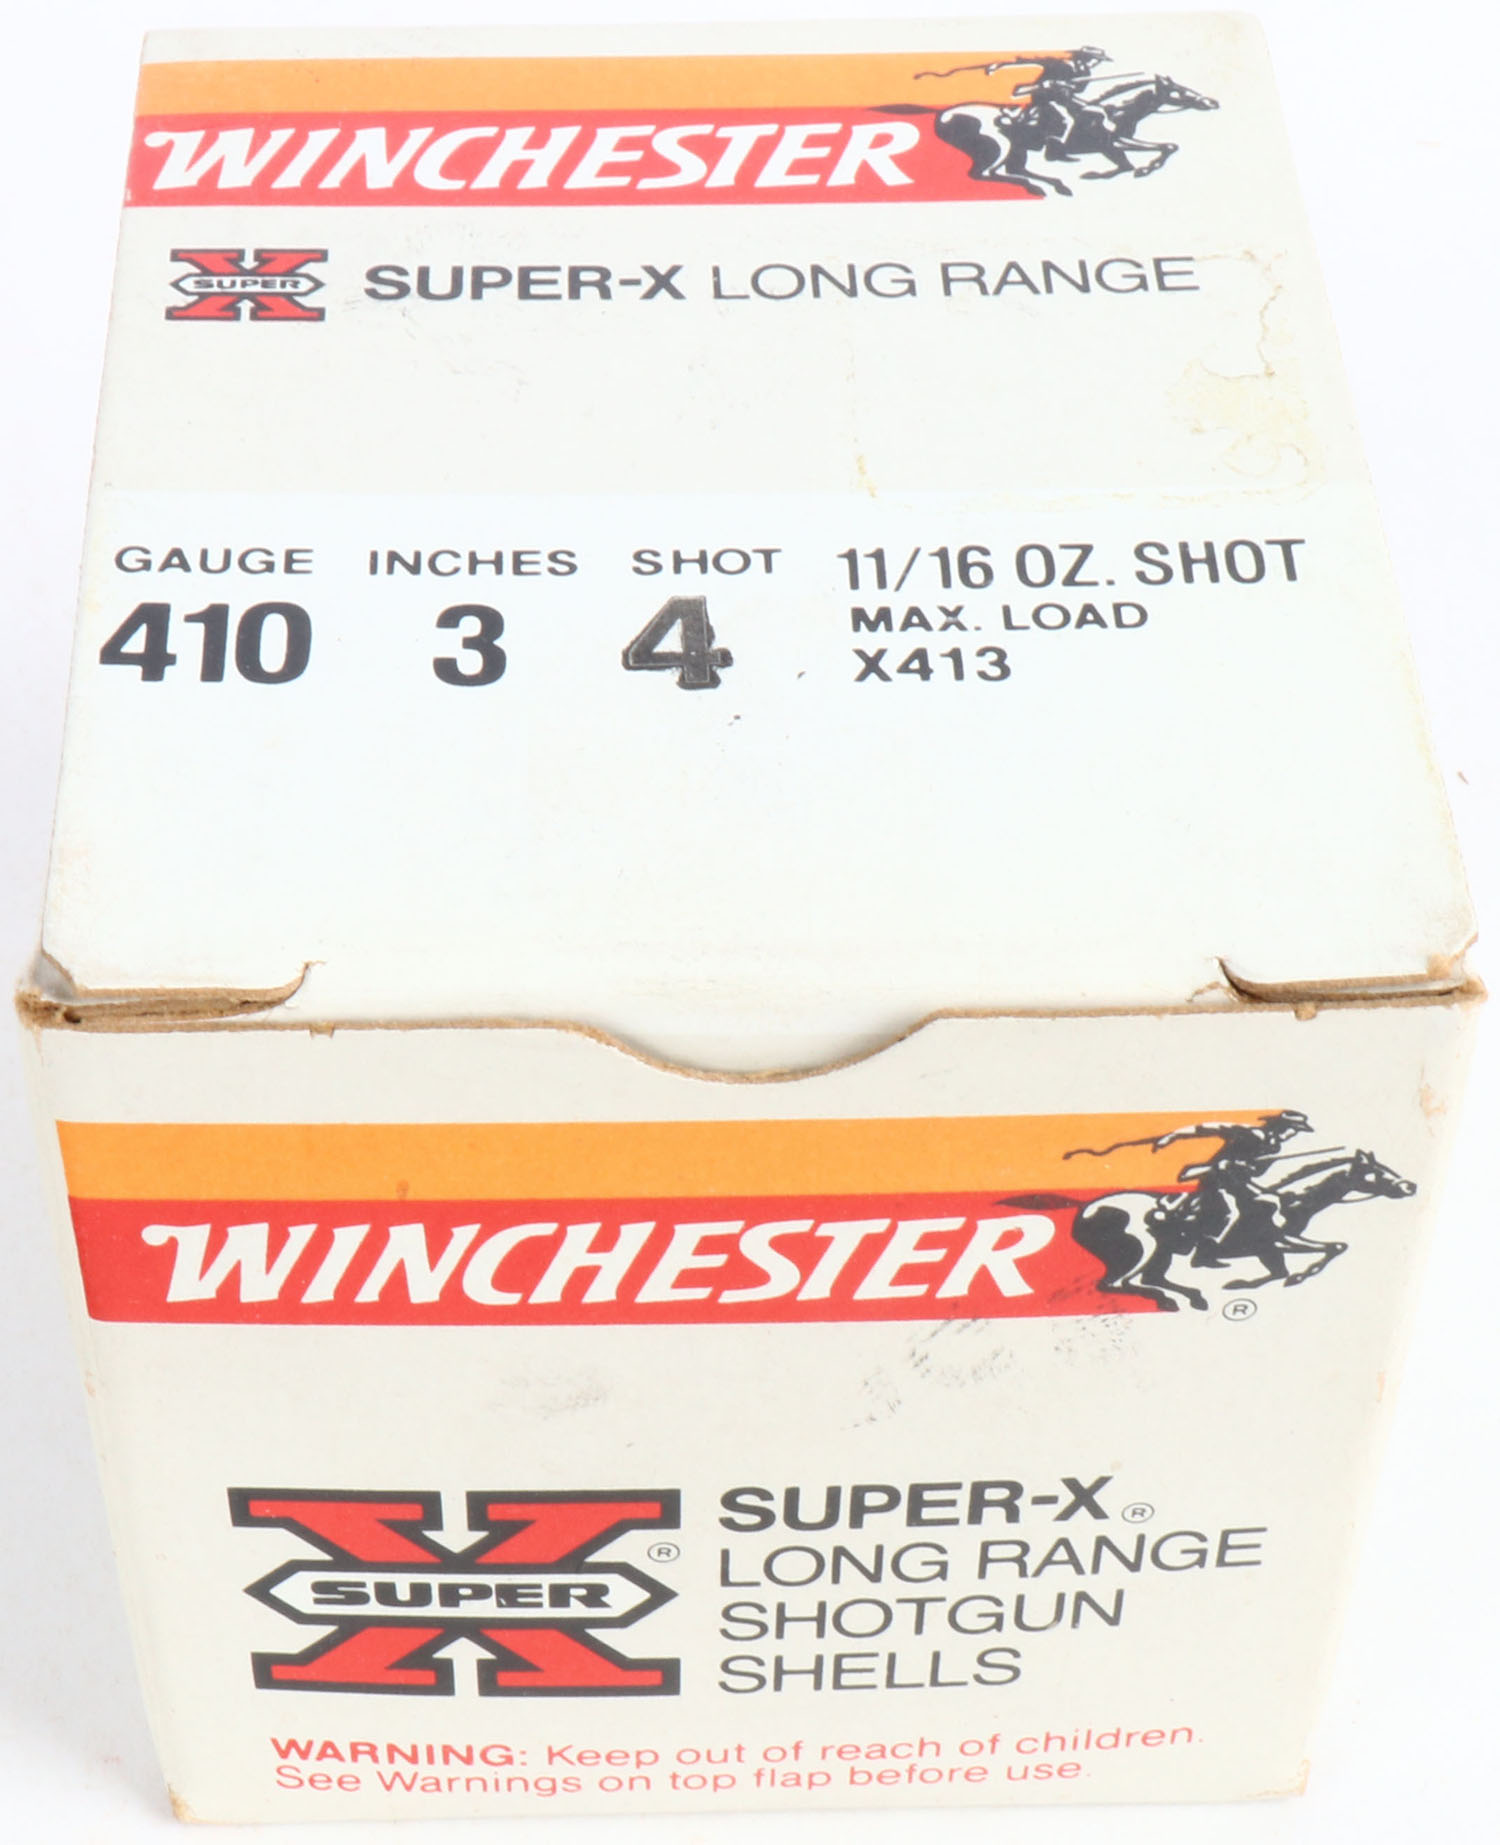 WINCHESTER
X SUPER SUPER-X LONG RANGE
GAUGE INCHES SHOT 11/16 OZ. SHOT
410 3 4 MAX. LOAD
X413
WINCHESTER ®
X SUPER ®
SUPER-X®
LONG RANGE
SHOTGUN
SHELLS
WARNING: Keep out of reach of children.
See Warnings on top flap before use.